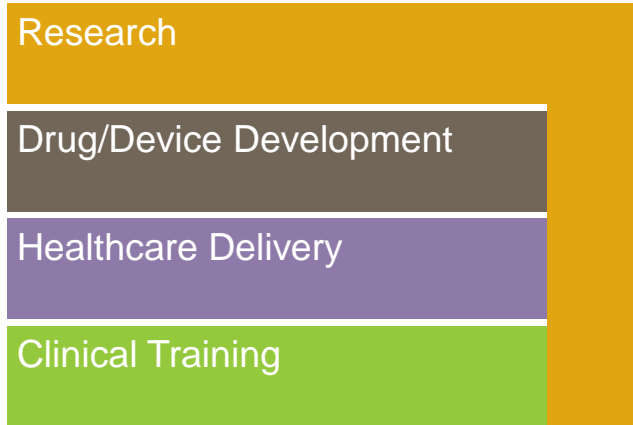 Research
Drug/Device Development
Healthcare Delivery
Clinical Training